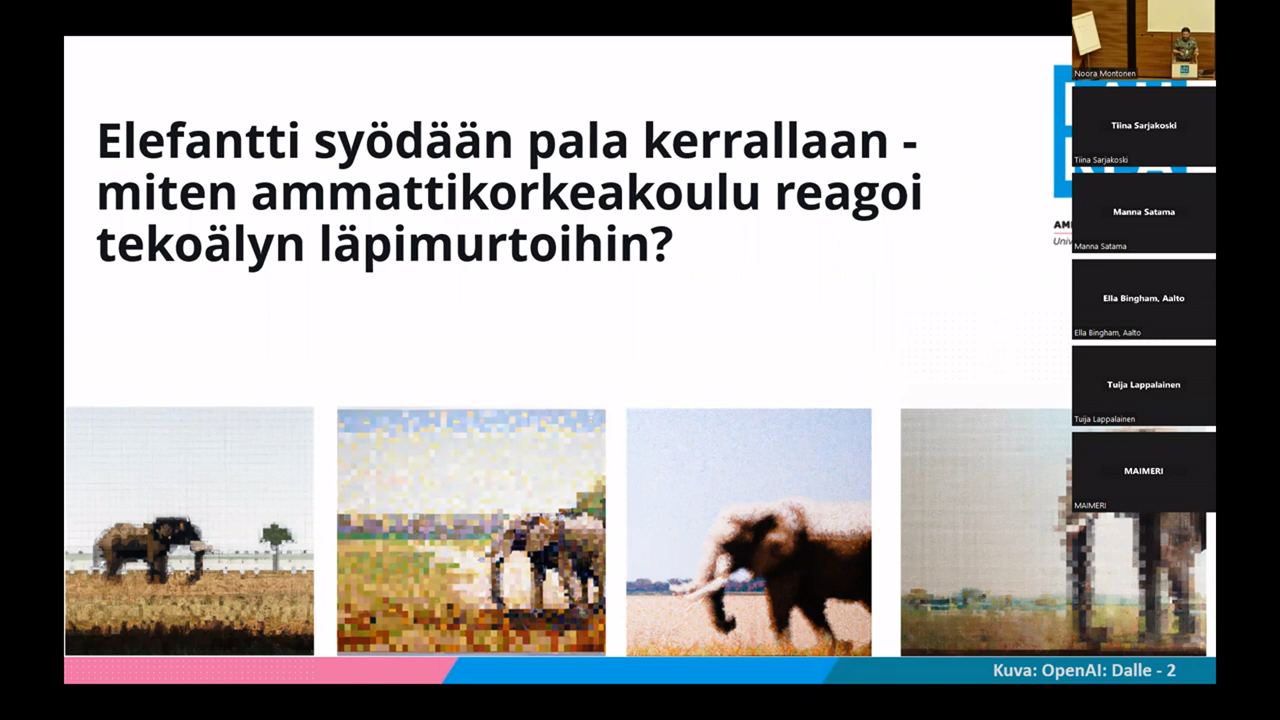 Elefantti syödään pala kerrallaan -
miten ammattikorkeakoulu reagoi
tekoälyn läpimurtoihin?
Kuva: OpenAI: Dalle - 2
Noora Montonen
Tiina Sarjakoski
Tiina Sarjakoski
Manna Satama
Manna Satama
Ella Bingham, Aalto
Ella Bingham, Aalto
Tuija Lappalainen
Tuija Lappalainen
MAIMERI
MAIMERI